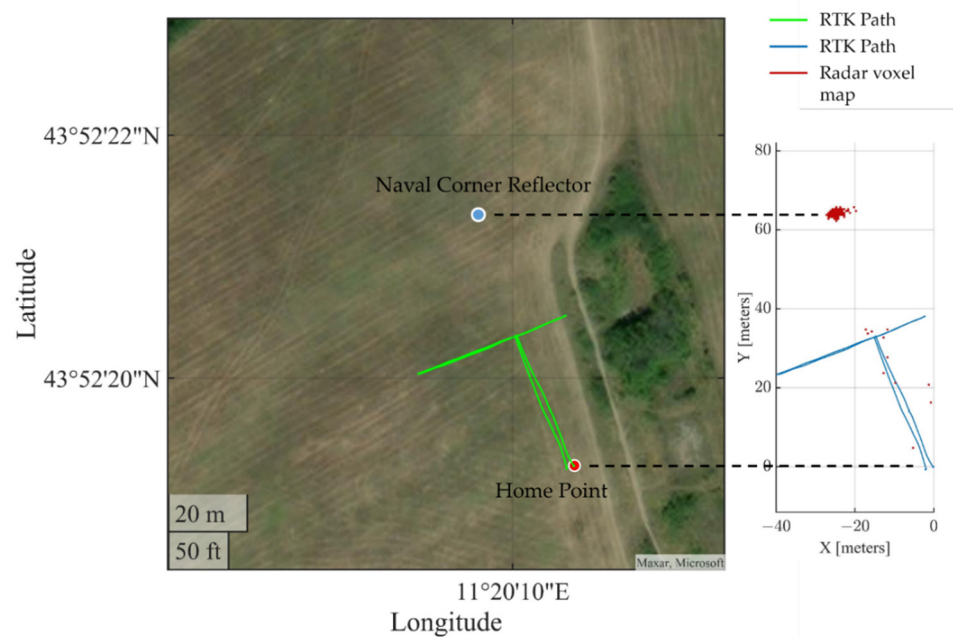 RTK Path
RTK Path
Radar voxel
map
43°52'22"N
Naval Corner Reflector
Latitude
43°52'20"N
Home Point
20 m
50 ft
Maxar, Microsoft
11°20'10"E
Longitude
80
60
40
20
0
Y [meters]
−40
−20
0
X [meters]